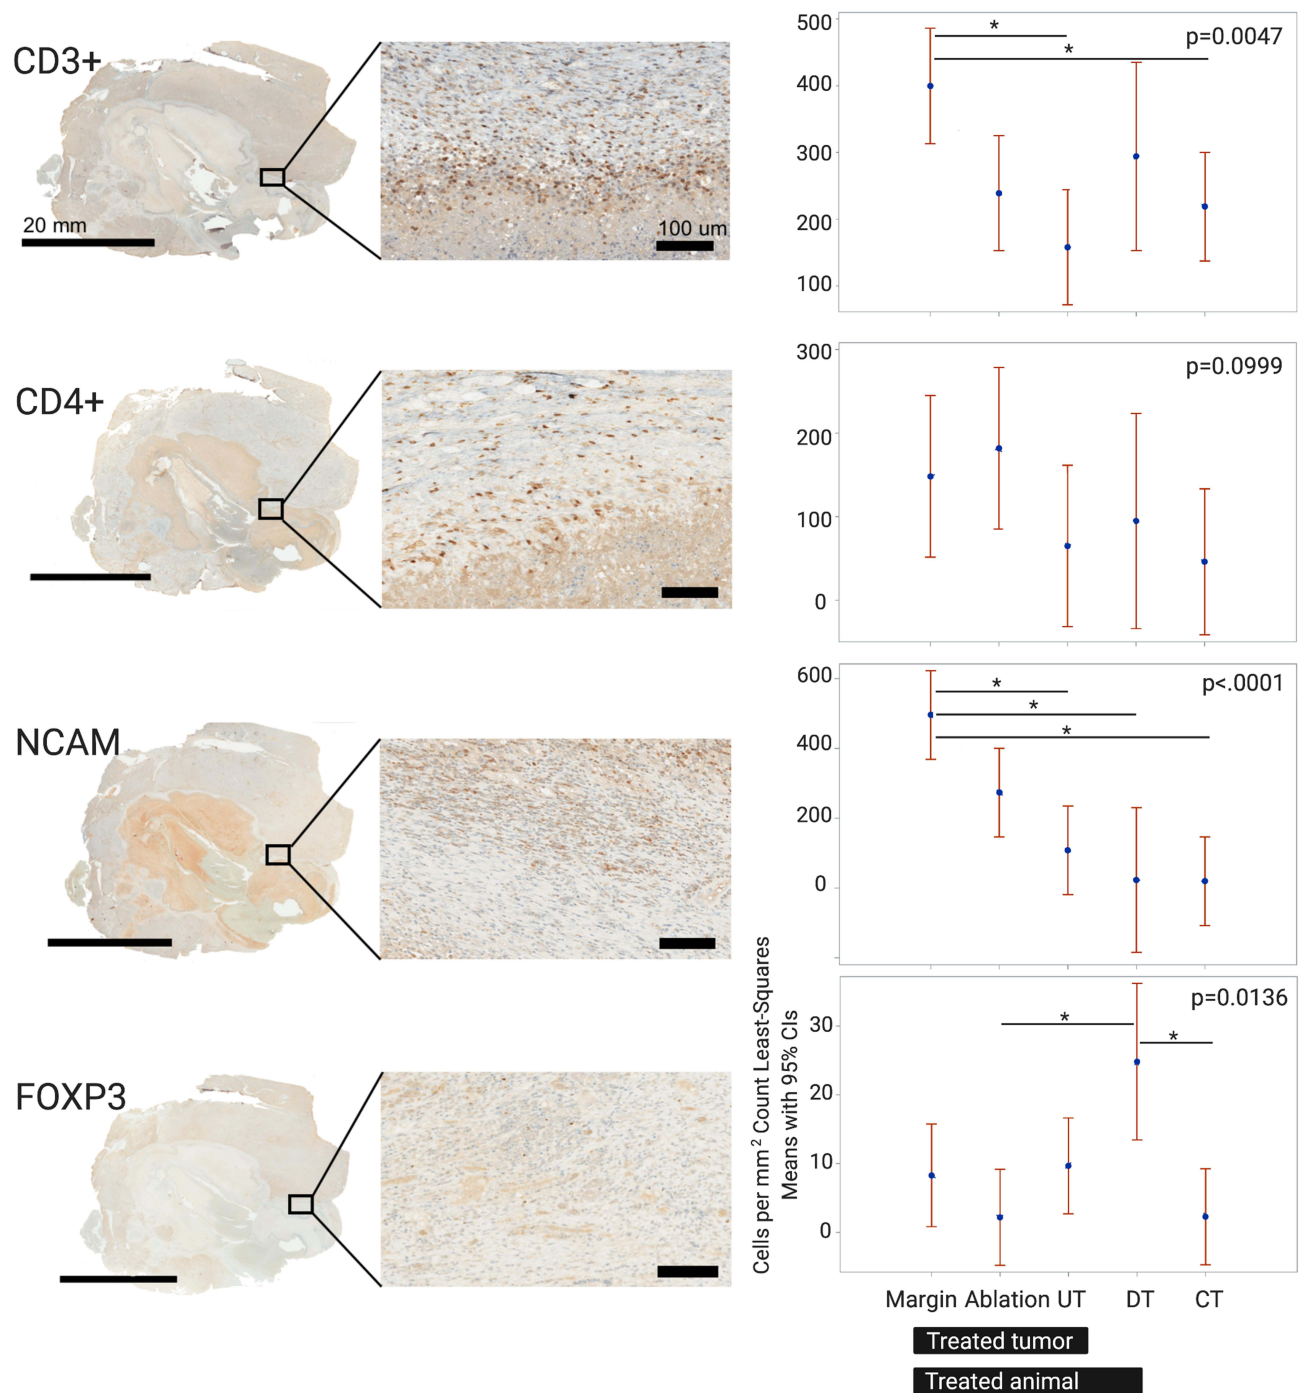 CD3+
20 mm
100 um
500
400
300
200
100
*
*
p=0.0047
CD4+
300
200
100
0
p=0.0999
NCAM
600
400
200
0
*
*
*
p<.0001
FOXP3
30
20
10
0
*
*
p=0.0136
Cells per mm² Count Least-Squares
Means with 95% CIs
Margin Ablation UT DT CT
Treated tumor
Treated animal